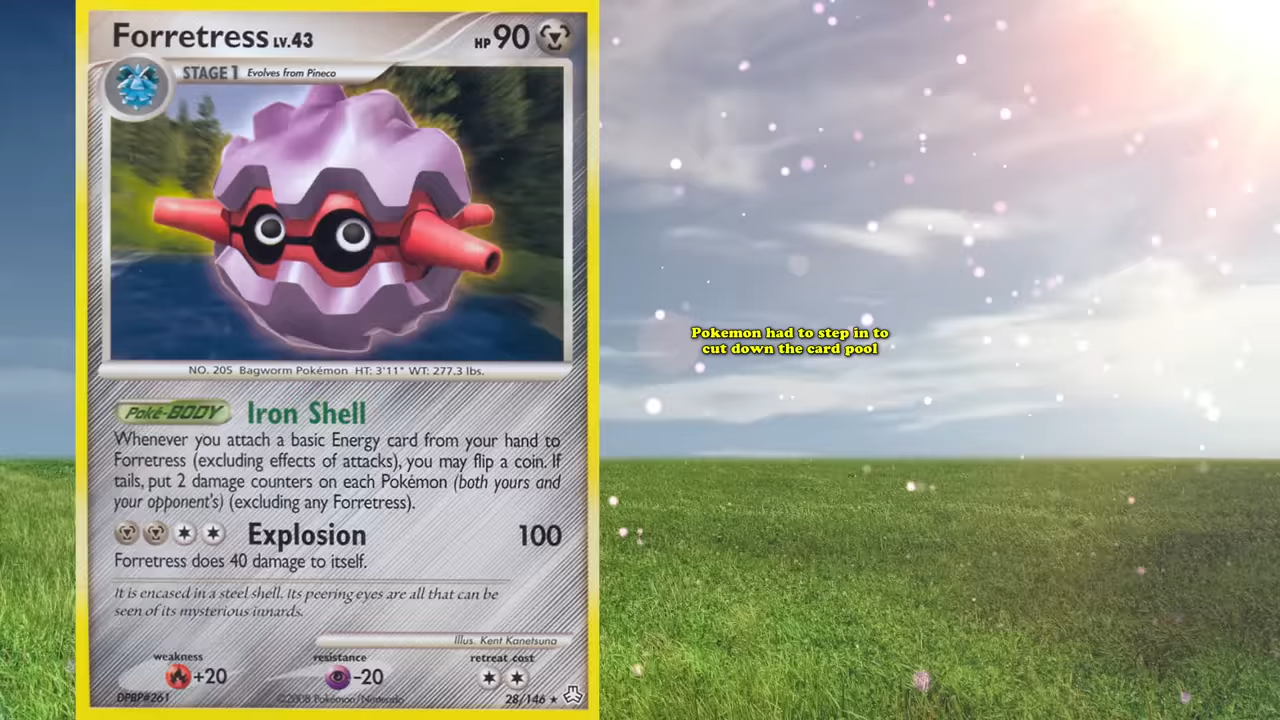 Forretress LV.43
HP 90
STAGE 1 Evolves from Pineco
NO. 205 Bagworm Pokémon HT: 3'11" WT: 277.3 lbs.
Poké-BODY Iron Shell
Whenever you attach a basic Energy card from your hand to
Forretress (excluding effects of attacks), you may flip a coin. If
tails, put 2 damage counters on each Pokémon (both yours and
your opponent's) (excluding any Forretress).
Explosion 100
Forretress does 40 damage to itself.
It is encased in a steel shell. Its peering eyes are all that can be
seen of its mysterious innards.
Illus. Kent Kanetsuna
weakness resistance retreat cost
+20 -20
DPBP#261 ©2008 Pokémon/Nintendo 28/146
Pokemon had to step in to
cut down the card pool